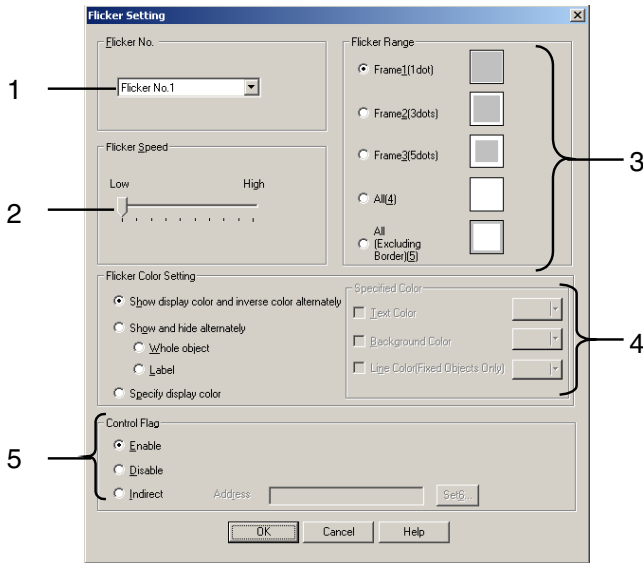 Flicker Setting
Flicker No.
Flicker No.1
Flicker Speed
Low High
Flicker Range
Frame1(1dot)
Frame2(3dots)
Frame3(5dots)
All(4)
All
(Excluding
Border)(5)
Flicker Color Setting
Show display color and inverse color alternately
Show and hide alternately
Whole object
Label
Specify display color
Specified Color
Text Color
Background Color
Line Color(Fixed Objects Only)
Control Flag
Enable
Disable
Indirect Address Set6...
OK Cancel Help
1
2
3
4
5